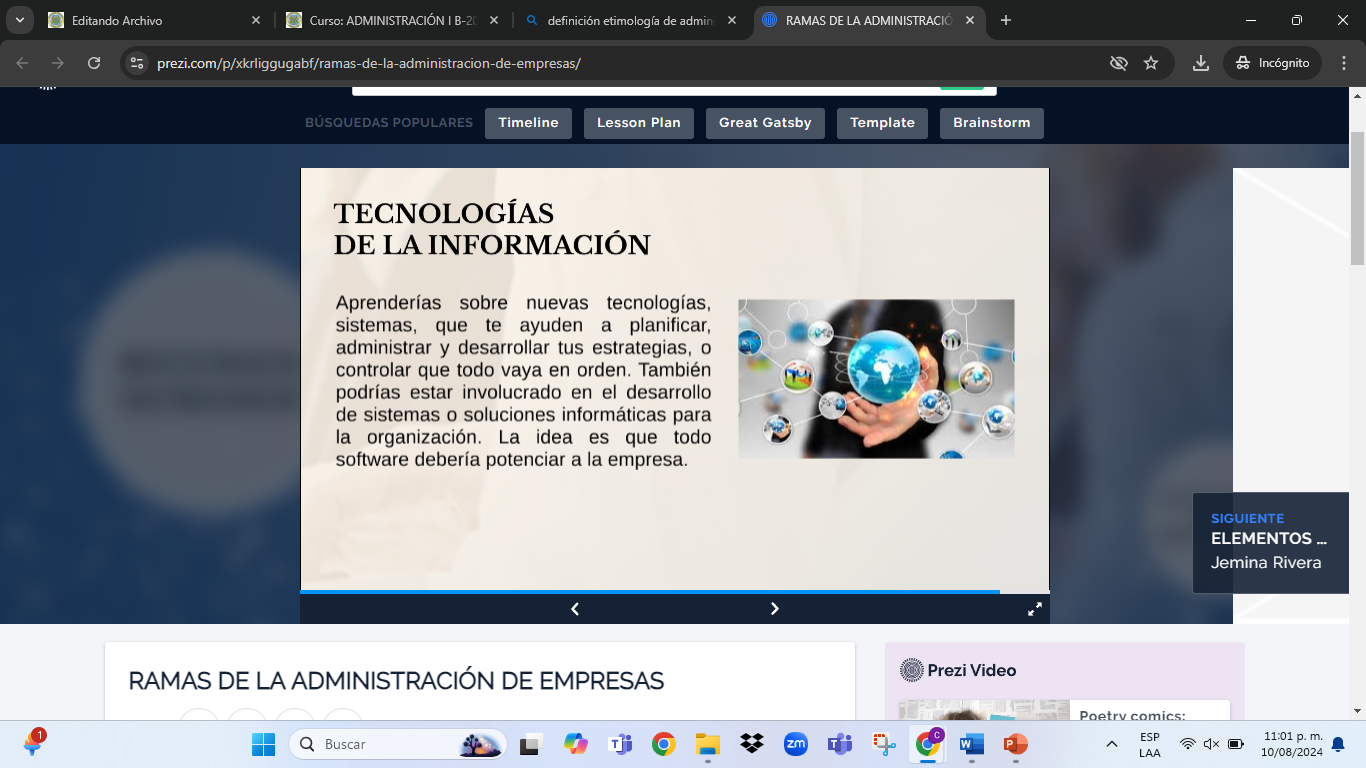 Editando Archivo
Curso: ADMINISTRACIÓN I B-20
definición etimología de admin
RAMAS DE LA ADMINISTRACIÓ
prezi.com/p/xkrliggugabf/ramas-de-la-administracion-de-empresas/
Incógnito
BÚSQUEDAS POPULARES
Timeline
Lesson Plan
Great Gatsby
Template
Brainstorm
TECNOLOGÍAS
DE LA INFORMACIÓN
Aprenderías sobre nuevas tecnologías,
sistemas, que te ayuden a planificar,
administrar y desarrollar tus estrategias, o
controlar que todo vaya en orden. También
podrías estar involucrado en el desarrollo
de sistemas o soluciones informáticas para
la organización. La idea es que todo
software debería potenciar a la empresa.
SIGUIENTE
ELEMENTOS ...
Jemina Rivera
RAMAS DE LA ADMINISTRACIÓN DE EMPRESAS
Prezi Video
Poetry comics:
1
Buscar
zm
C
ESP
LAA
11:01 p. m.
10/08/2024